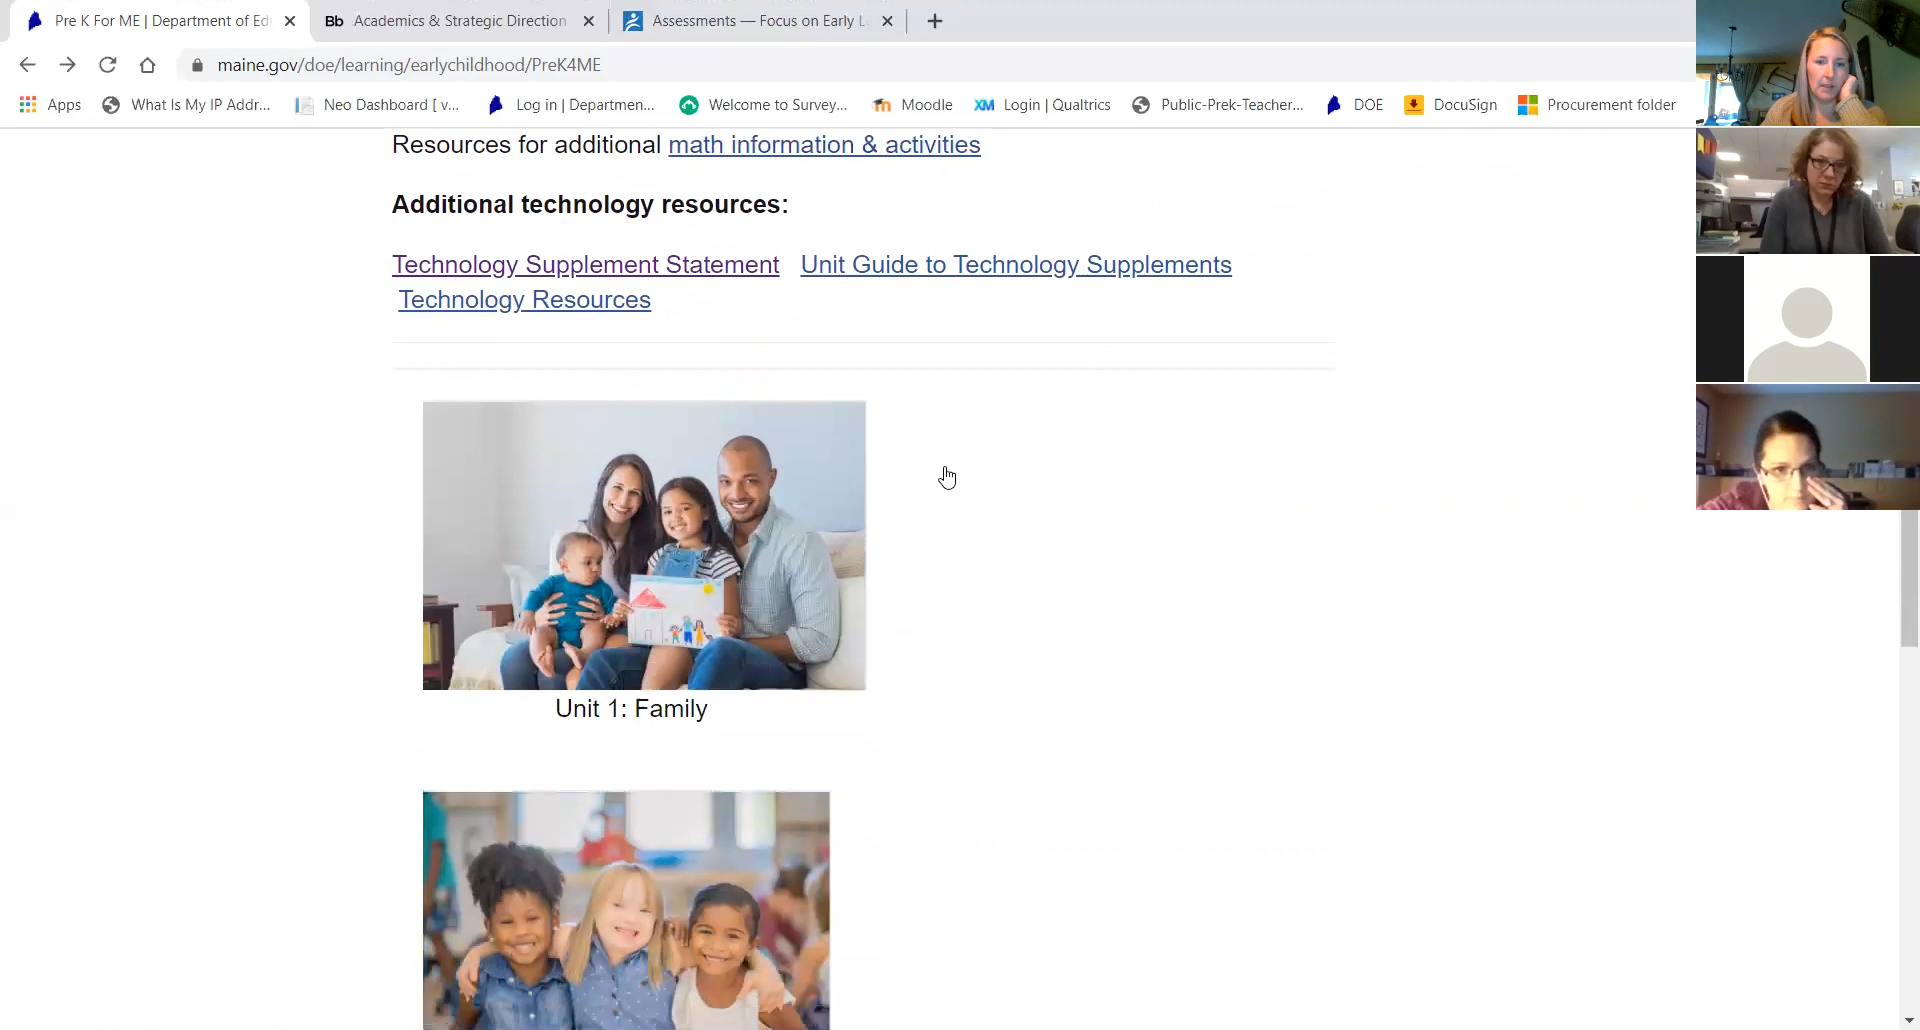 Pre K For ME | Department of Ed
Bb Academics & Strategic Direction
Assessments — Focus on Early L
maine.gov/doe/learning/earlychildhood/PreK4ME
Apps What Is My IP Addr... Neo Dashboard [ v... Log in | Departmen... Welcome to Survey... Moodle XM Login | Qualtrics Public-Prek-Teacher... DOE DocuSign Procurement folder
Resources for additional math information & activities
Additional technology resources:
Technology Supplement Statement Unit Guide to Technology Supplements
Technology Resources
Unit 1: Family